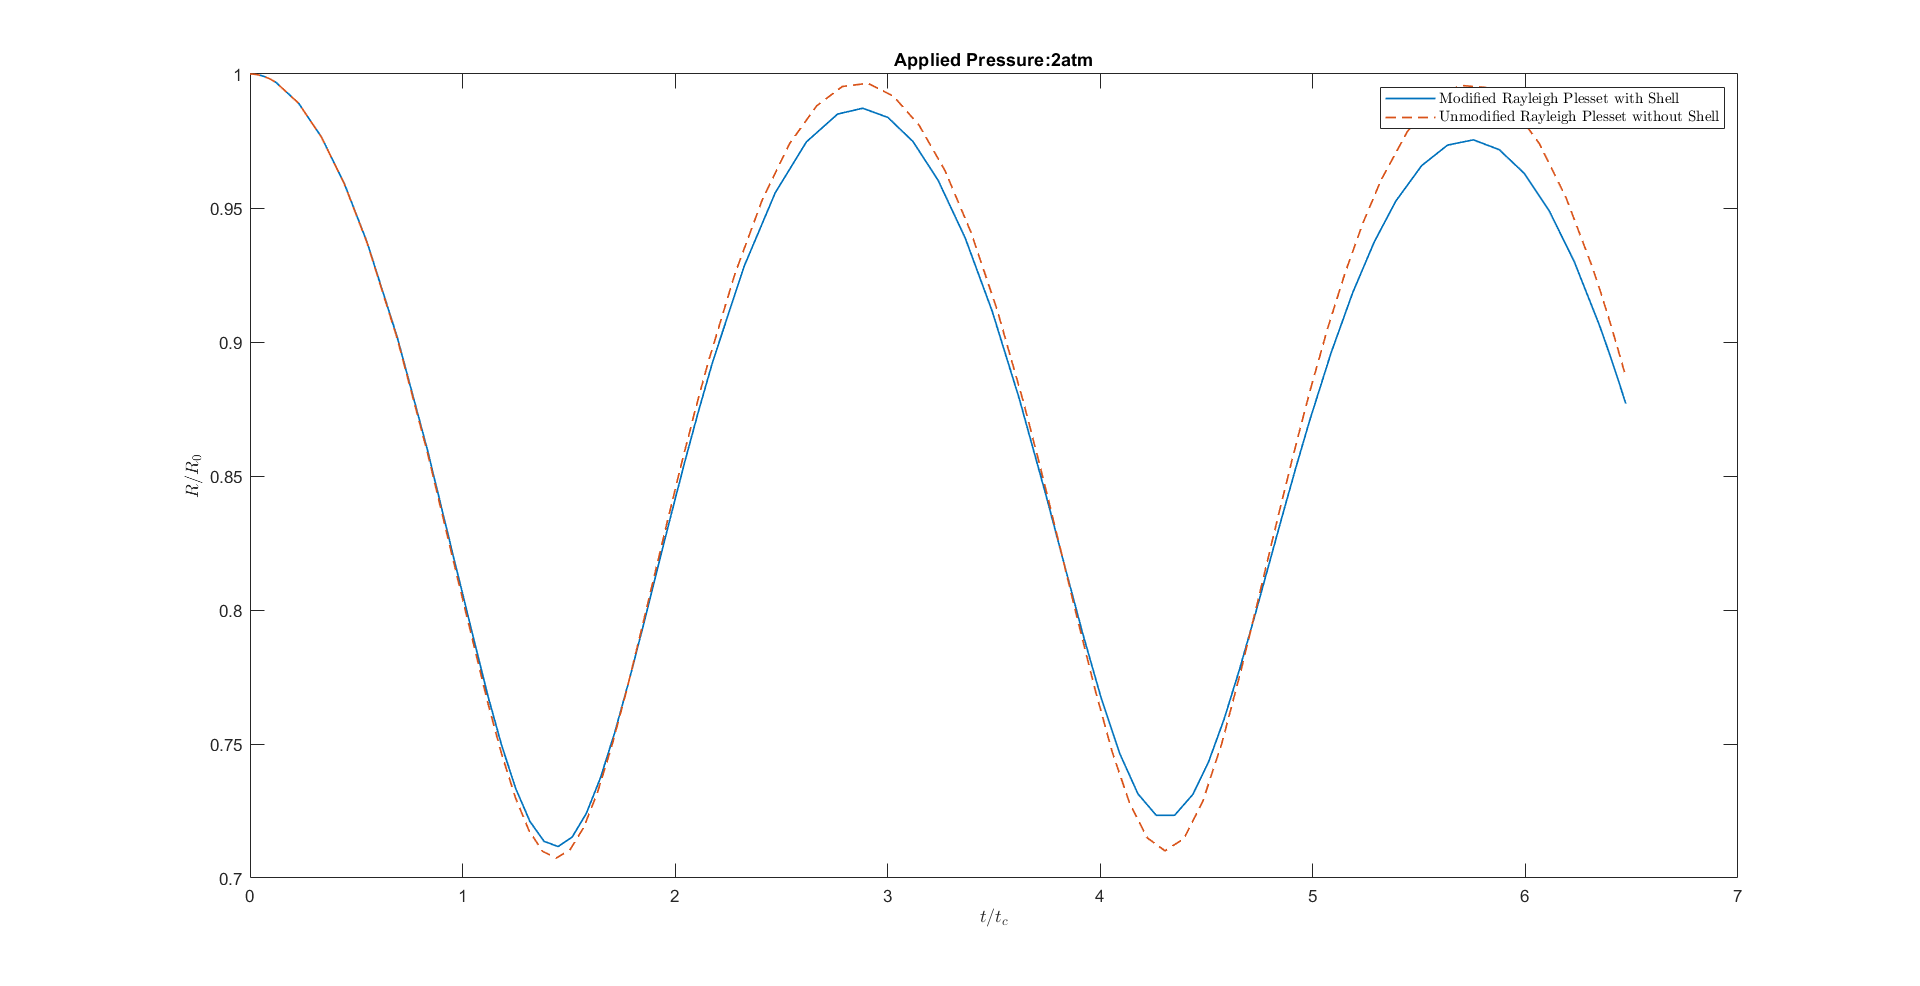 Applied Pressure:2atm
Modified Rayleigh Plesset with Shell
Unmodified Rayleigh Plesset without Shell
1
0.95
0.9
0.85
0.8
0.75
0.7
R/R₀
0 1 2 3 4 5 6 7
t/t_c